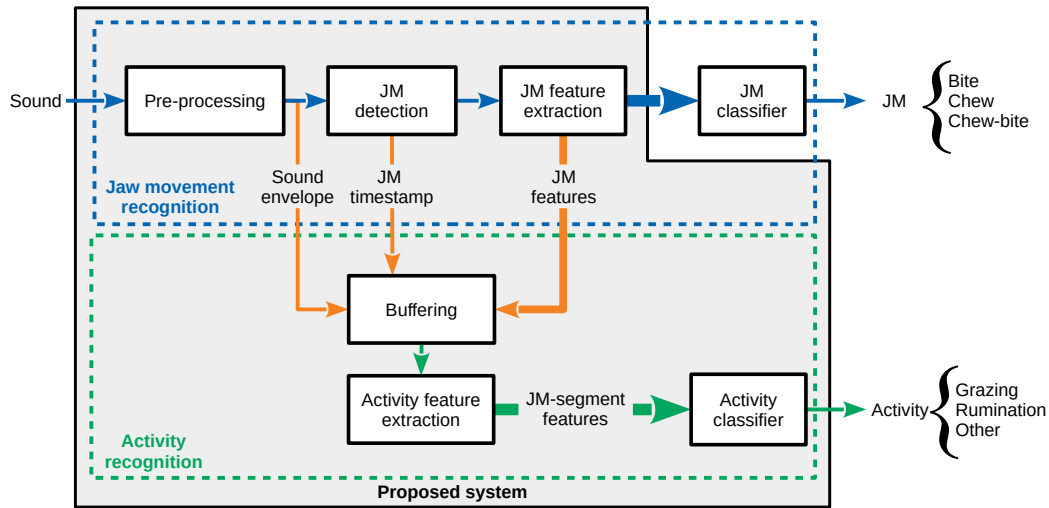 Sound
Pre-processing
JM
detection
JM feature
extraction
JM
classifier
JM
Bite
Chew
Chew-bite
Jaw movement
recognition
Sound
envelope
JM
timestamp
JM
features
Buffering
Activity feature
extraction
JM-segment
features
Activity
classifier
Activity
Grazing
Rumination
Other
Activity
recognition
Proposed system